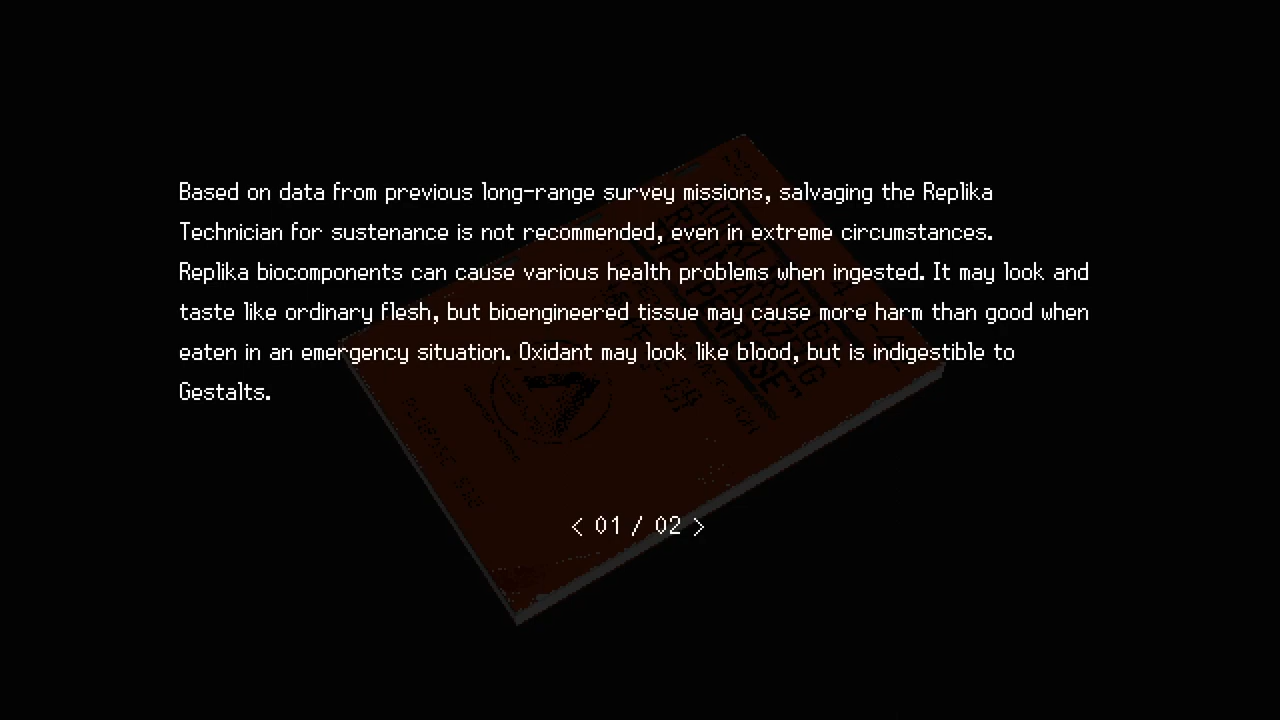 Based on data from previous long-range survey missions, salvaging the Replika
Technician for sustenance is not recommended, even in extreme circumstances.
Replika biocomponents can cause various health problems when ingested. It may look and
taste like ordinary flesh, but bioengineered tissue may cause more harm than good when
eaten in an emergency situation. Oxidant may look like blood, but is indigestible to
Gestalts.
< 01 / 02 >